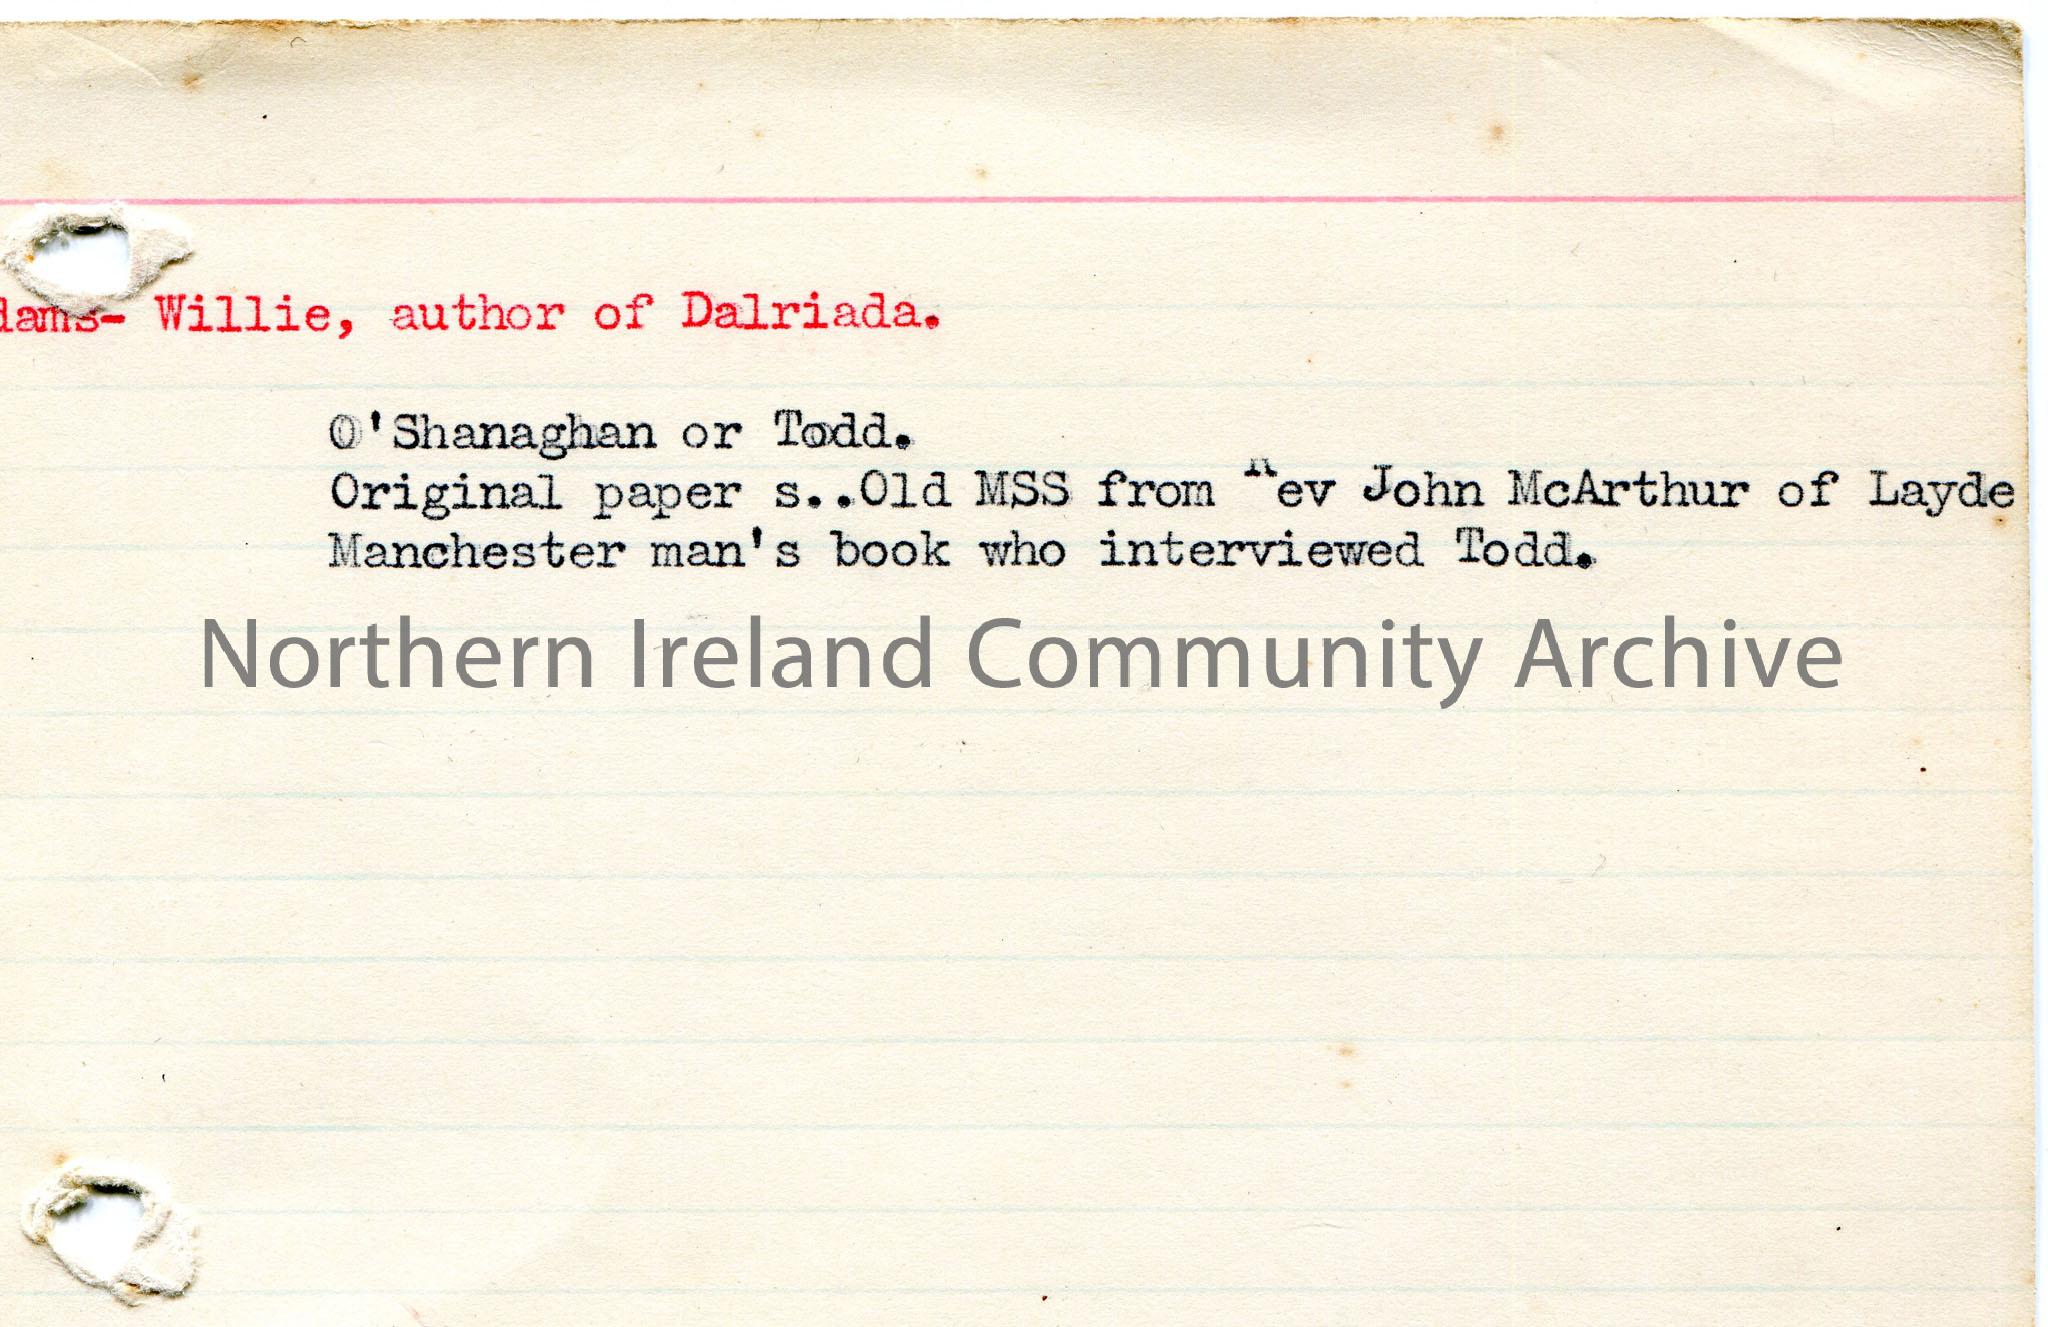 dams- Willie, author of Dalriada.
O'Shanaghan or Todd.
Original paper s..Old MSS from Rev John McArthur of Layde
Manchester man's book who interviewed Todd.
Northern Ireland Community Archive